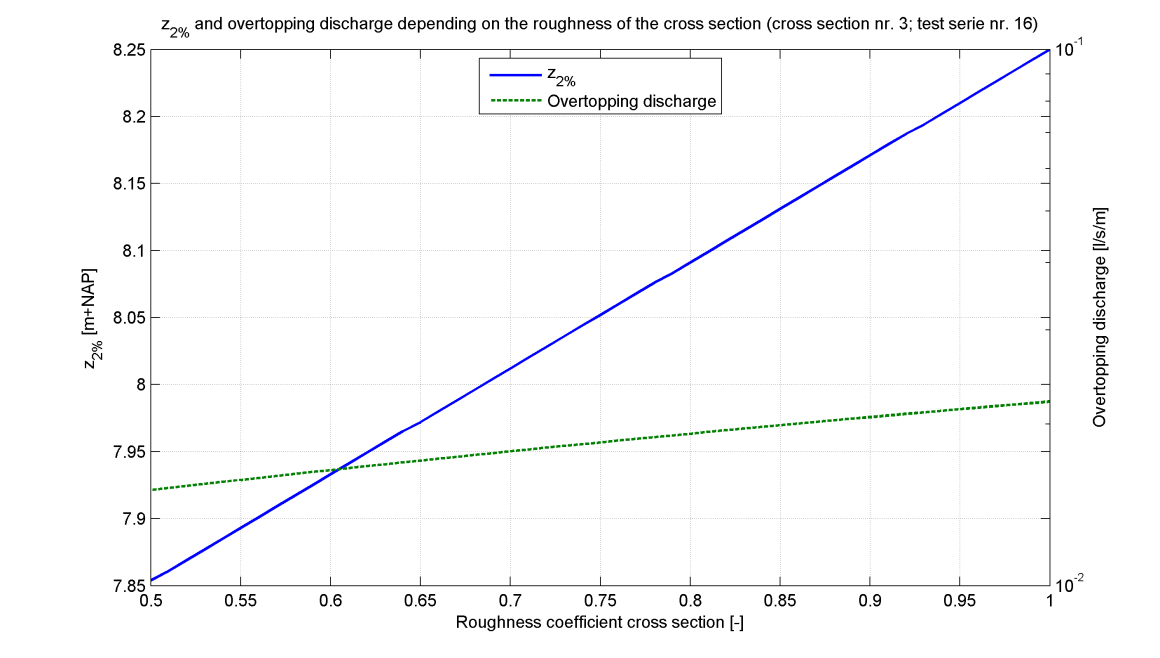 z2% and overtopping discharge depending on the roughness of the cross section (cross section nr. 3; test serie nr. 16)
z2%
Overtopping discharge
8.25
8.2
8.15
8.1
8.05
8
7.95
7.9
7.85
z2% [m+NAP]
10-1
10-2
Overtopping discharge [l/s/m]
0.5 0.55 0.6 0.65 0.7 0.75 0.8 0.85 0.9 0.95 1
Roughness coefficient cross section [-]